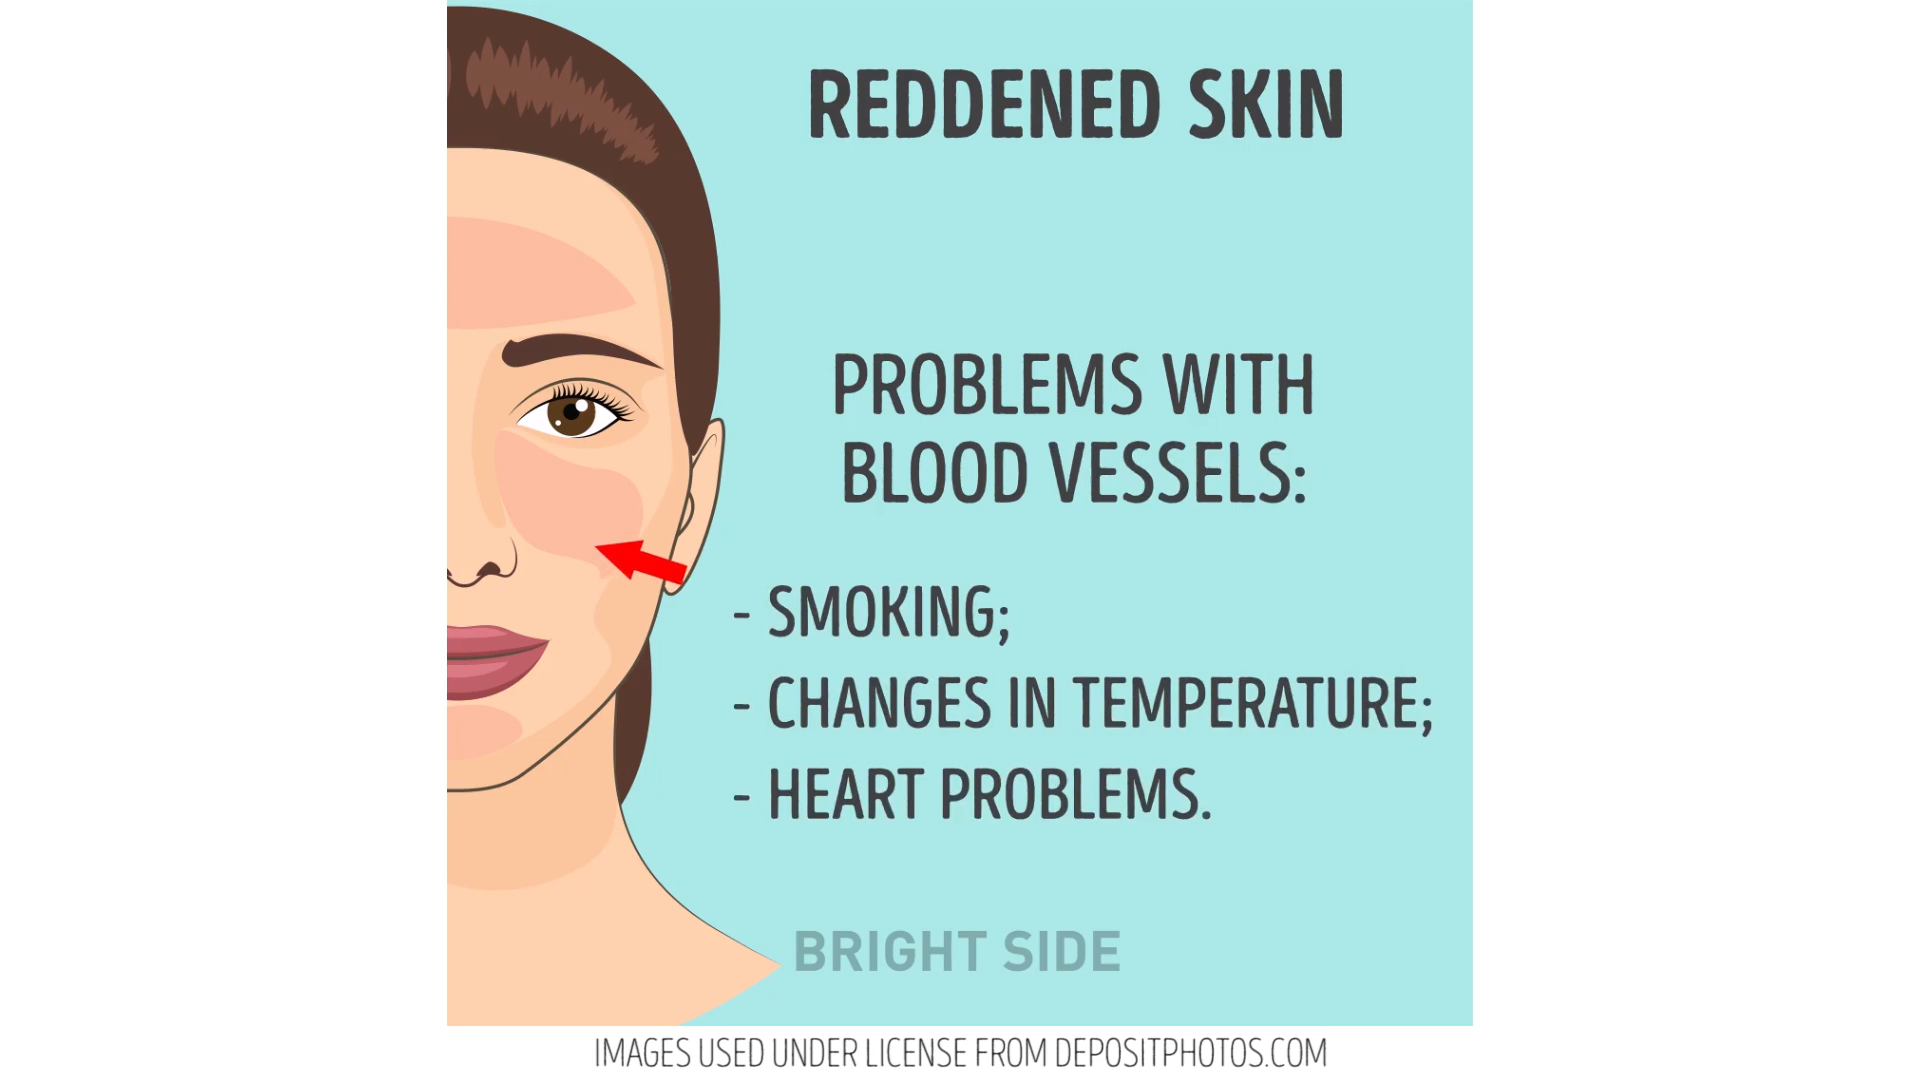 REDDENED SKIN
PROBLEMS WITH
BLOOD VESSELS:
- SMOKING;
- CHANGES IN TEMPERATURE;
- HEART PROBLEMS.
BRIGHT SIDE
IMAGES USED UNDER LICENSE FROM DEPOSITPHOTOS.COM